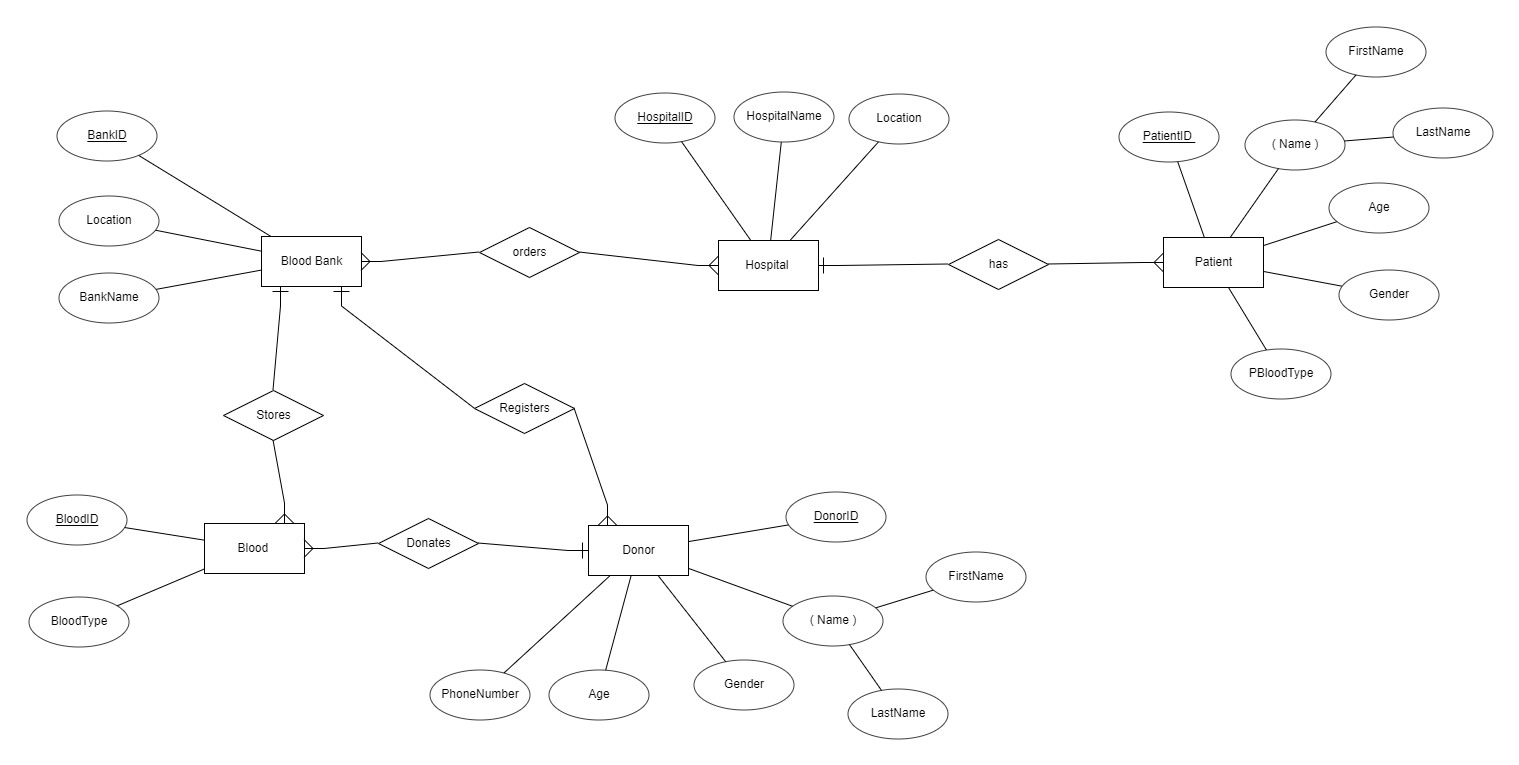 FirstName
LastName
( Name )
PatientID
Age
Gender
PBloodType
Patient
has
HospitalID
HospitalName
Location
Hospital
orders
BankID
Location
BankName
Blood Bank
Stores
Registers
BloodID
BloodType
Blood
Donates
Donor
DonorID
FirstName
( Name )
LastName
Gender
Age
PhoneNumber